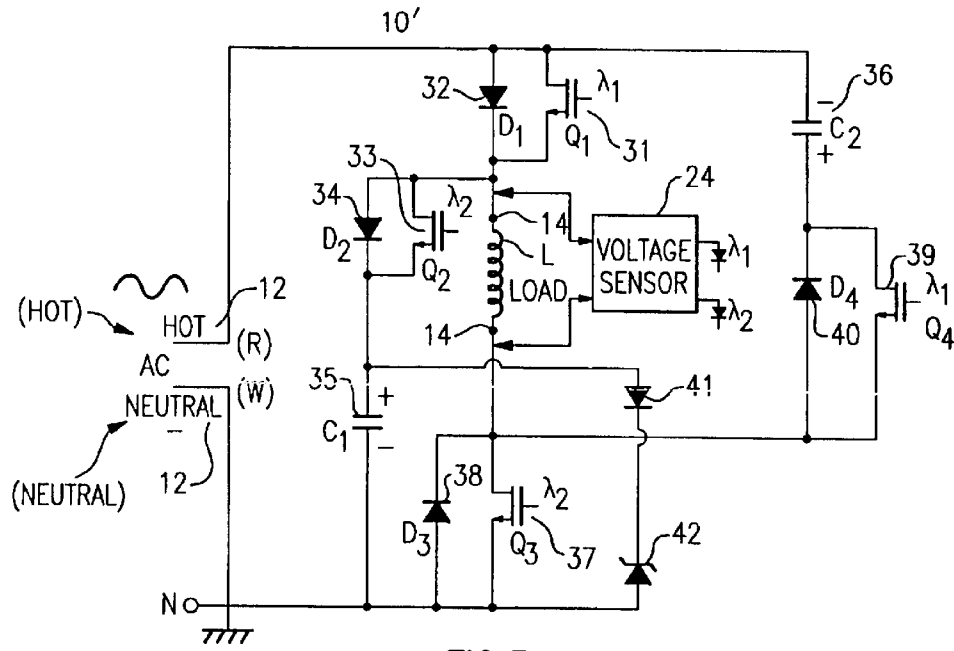 10′
32
D1
λ1
Q1
31
−
36
C2
+
34
33
D2
λ2
Q2
14
L
LOAD
24
VOLTAGE
SENSOR
λ1
λ2
39
D4
40
λ1
Q4
(HOT)
HOT
12
(R)
AC
(W)
NEUTRAL
−
12
(NEUTRAL)
14
35
+
C1
−
41
38
D3
λ2
Q3
37
42
N